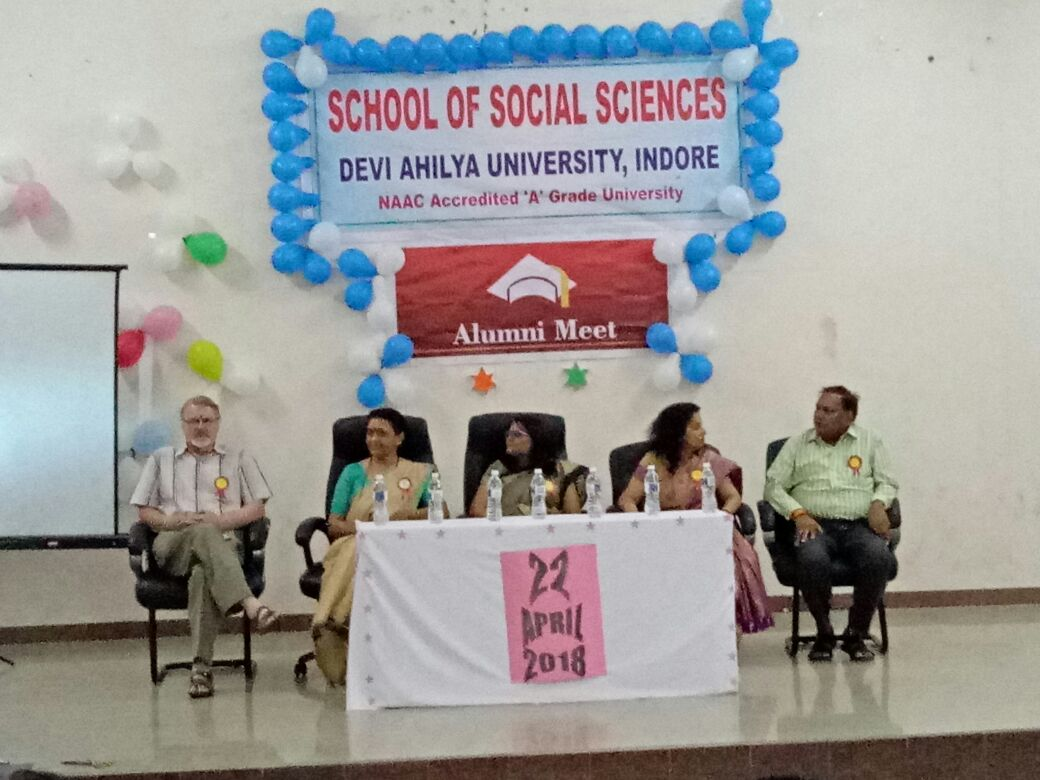 SCHOOL OF SOCIAL SCIENCES
DEVI AHILYA UNIVERSITY, INDORE
NAAC Accredited 'A' Grade University
Alumni Meet
22
APRIL
2018